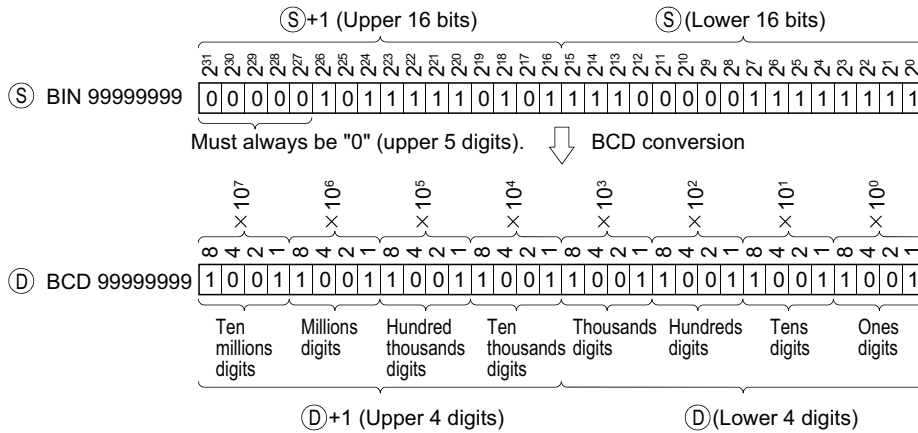 Ⓢ+1 (Upper 16 bits) Ⓢ (Lower 16 bits)
2³¹ 2³⁰ 2²⁹ 2²⁸ 2²⁷ 2²⁶ 2²⁵ 2²⁴ 2²³ 2²² 2²¹ 2²⁰ 2¹⁹ 2¹⁸ 2¹⁷ 2¹⁶ 2¹⁵ 2¹⁴ 2¹³ 2¹² 2¹¹ 2¹⁰ 2⁹ 2⁸ 2⁷ 2⁶ 2⁵ 2⁴ 2³ 2² 2¹ 2⁰
Ⓢ BIN 99999999 0 0 0 0 0 1 0 1 1 1 1 1 0 1 0 1 1 1 1 0 0 0 0 0 1 1 1 1 1 1 1 1
Must always be "0" (upper 5 digits). BCD conversion
×10⁷ ×10⁶ ×10⁵ ×10⁴ ×10³ ×10² ×10¹ ×10⁰
8 4 2 1 8 4 2 1 8 4 2 1 8 4 2 1 8 4 2 1 8 4 2 1 8 4 2 1 8 4 2 1
Ⓓ BCD 99999999 1 0 0 1 1 0 0 1 1 0 0 1 1 0 0 1 1 0 0 1 1 0 0 1 1 0 0 1 1 0 0 1
Ten
millions
digits
Millions
digits
Hundred
thousands
digits
Ten
thousands
digits
Thousands
digits
Hundreds
digits
Tens
digits
Ones
digits
Ⓓ+1 (Upper 4 digits) Ⓓ (Lower 4 digits)